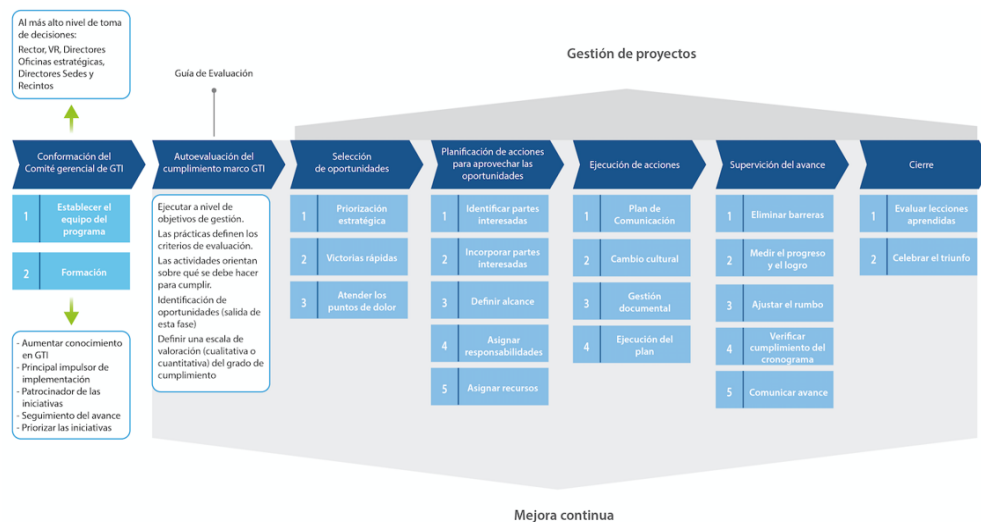 Al más alto nivel de toma
de decisiones:
Rector, VR, Directores
Oficinas estratégicas,
Directores Sedes y
Recintos
Guía de Evaluación
Gestión de proyectos
Conformación del
Comité gerencial de GTI
Autoevaluación del
cumplimiento marco GTI
Selección
de oportunidades
Planificación de acciones
para aprovechar las
oportunidades
Ejecución de acciones
Supervisión del avance
Cierre
1 Establecer el
equipo del
programa
2 Formación
- Aumentar conocimiento
en GTI
- Principal impulsor de
implementación
- Patrocinador de las
iniciativas
- Seguimiento del avance
- Priorizar las iniciativas
Ejecutar a nivel de
objetivos de gestión.
Las prácticas definen los
criterios de evaluación.
Las actividades orientan
sobre qué se debe hacer
para cumplir.
Identificación de
oportunidades (salida de
esta fase)
Definir una escala de
valoración (cualitativa o
cuantitativa) del grado de
cumplimiento
1 Priorización
estratégica
2 Victorias rápidas
3 Atender los
puntos de dolor
1 Identificar partes
interesadas
2 Incorporar partes
interesadas
3 Definir alcance
4 Asignar
responsabilidades
5 Asignar recursos
1 Plan de
Comunicación
2 Cambio cultural
3 Gestión
documental
4 Ejecución del
plan
1 Eliminar barreras
2 Medir el progreso
y el logro
3 Ajustar el rumbo
4 Verificar
cumplimiento del
cronograma
5 Comunicar avance
1 Evaluar lecciones
aprendidas
2 Celebrar el triunfo
Mejora continua